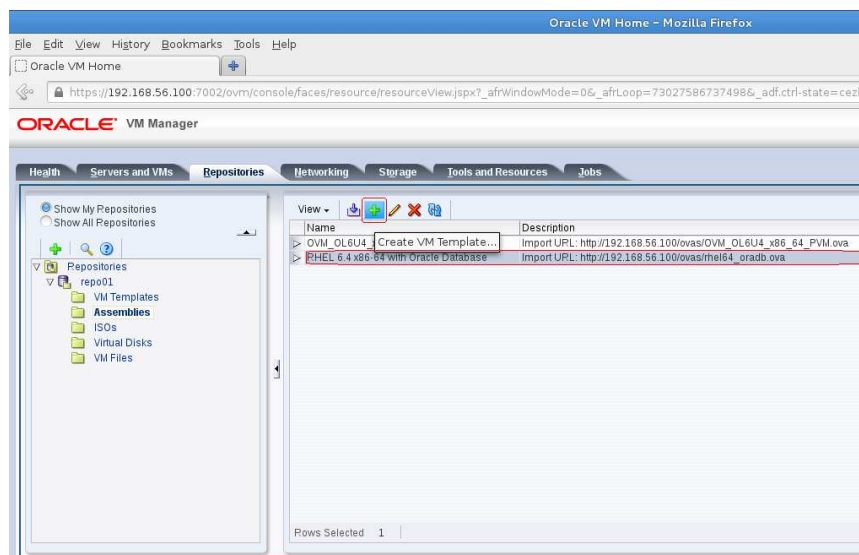 Oracle VM Home - Mozilla Firefox
File Edit View History Bookmarks Tools Help
Oracle VM Home
https://192.168.56.100:7002/ovm/console/faces/resource/resourceView.jspx?_afrWindowMode=0&_afrLoop=73027586737498&_adf.ctrl-state=cez
ORACLE VM Manager
Health Servers and VMs Repositories Networking Storage Tools and Resources Jobs
Show My Repositories
Show All Repositories
Repositories
repo01
VM Templates
Assemblies
ISOs
Virtual Disks
VM Files
View
Name Description
OVM_OL6U4_ Import URL: http://192.168.56.100/ovas/OVM_OL6U4_x86_64_PVM.ova
Create VM Template...
RHEL 6.4 x86-64 with Oracle Database Import URL: http://192.168.56.100/ovas/rhel64_oradb.ova
Rows Selected 1